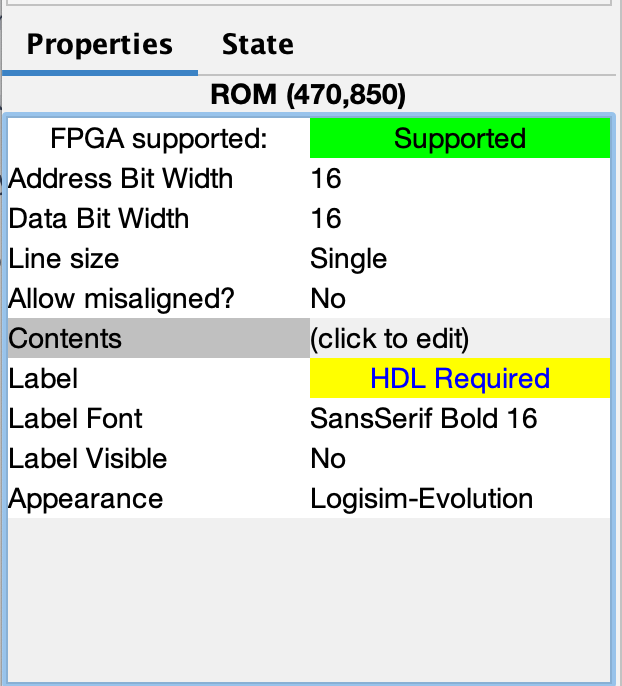 Properties State
ROM (470,850)
FPGA supported: Supported
Address Bit Width 16
Data Bit Width 16
Line size Single
Allow misaligned? No
Contents (click to edit)
Label HDL Required
Label Font SansSerif Bold 16
Label Visible No
Appearance Logisim-Evolution